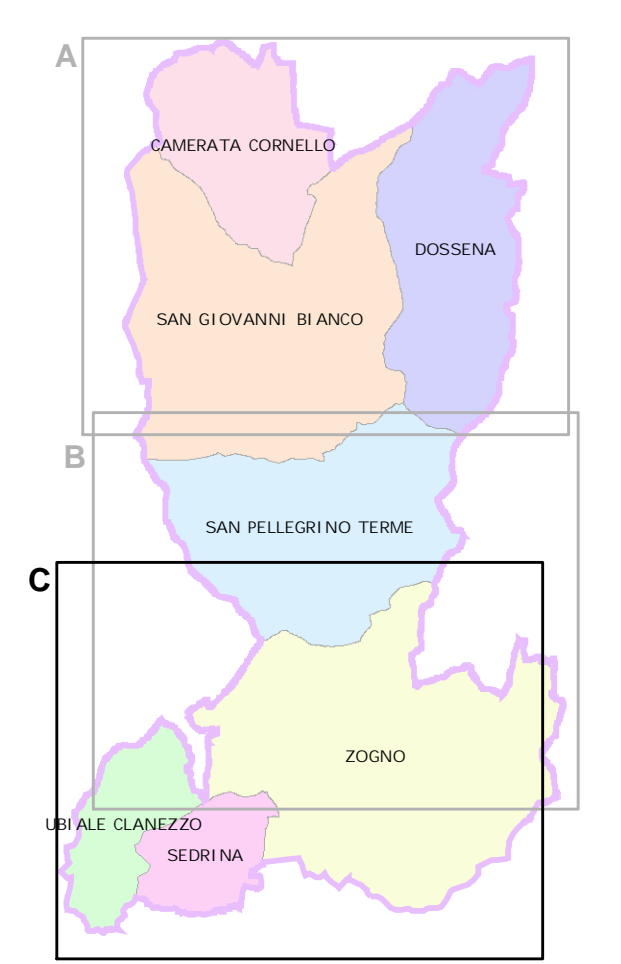 A
CAMERATA CORNELLO
DOSSENA
SAN GIOVANNI BIANCO
B
SAN PELLEGRINO TERME
C
ZOGNO
UBIALE CLANEZZO
SEDRINA